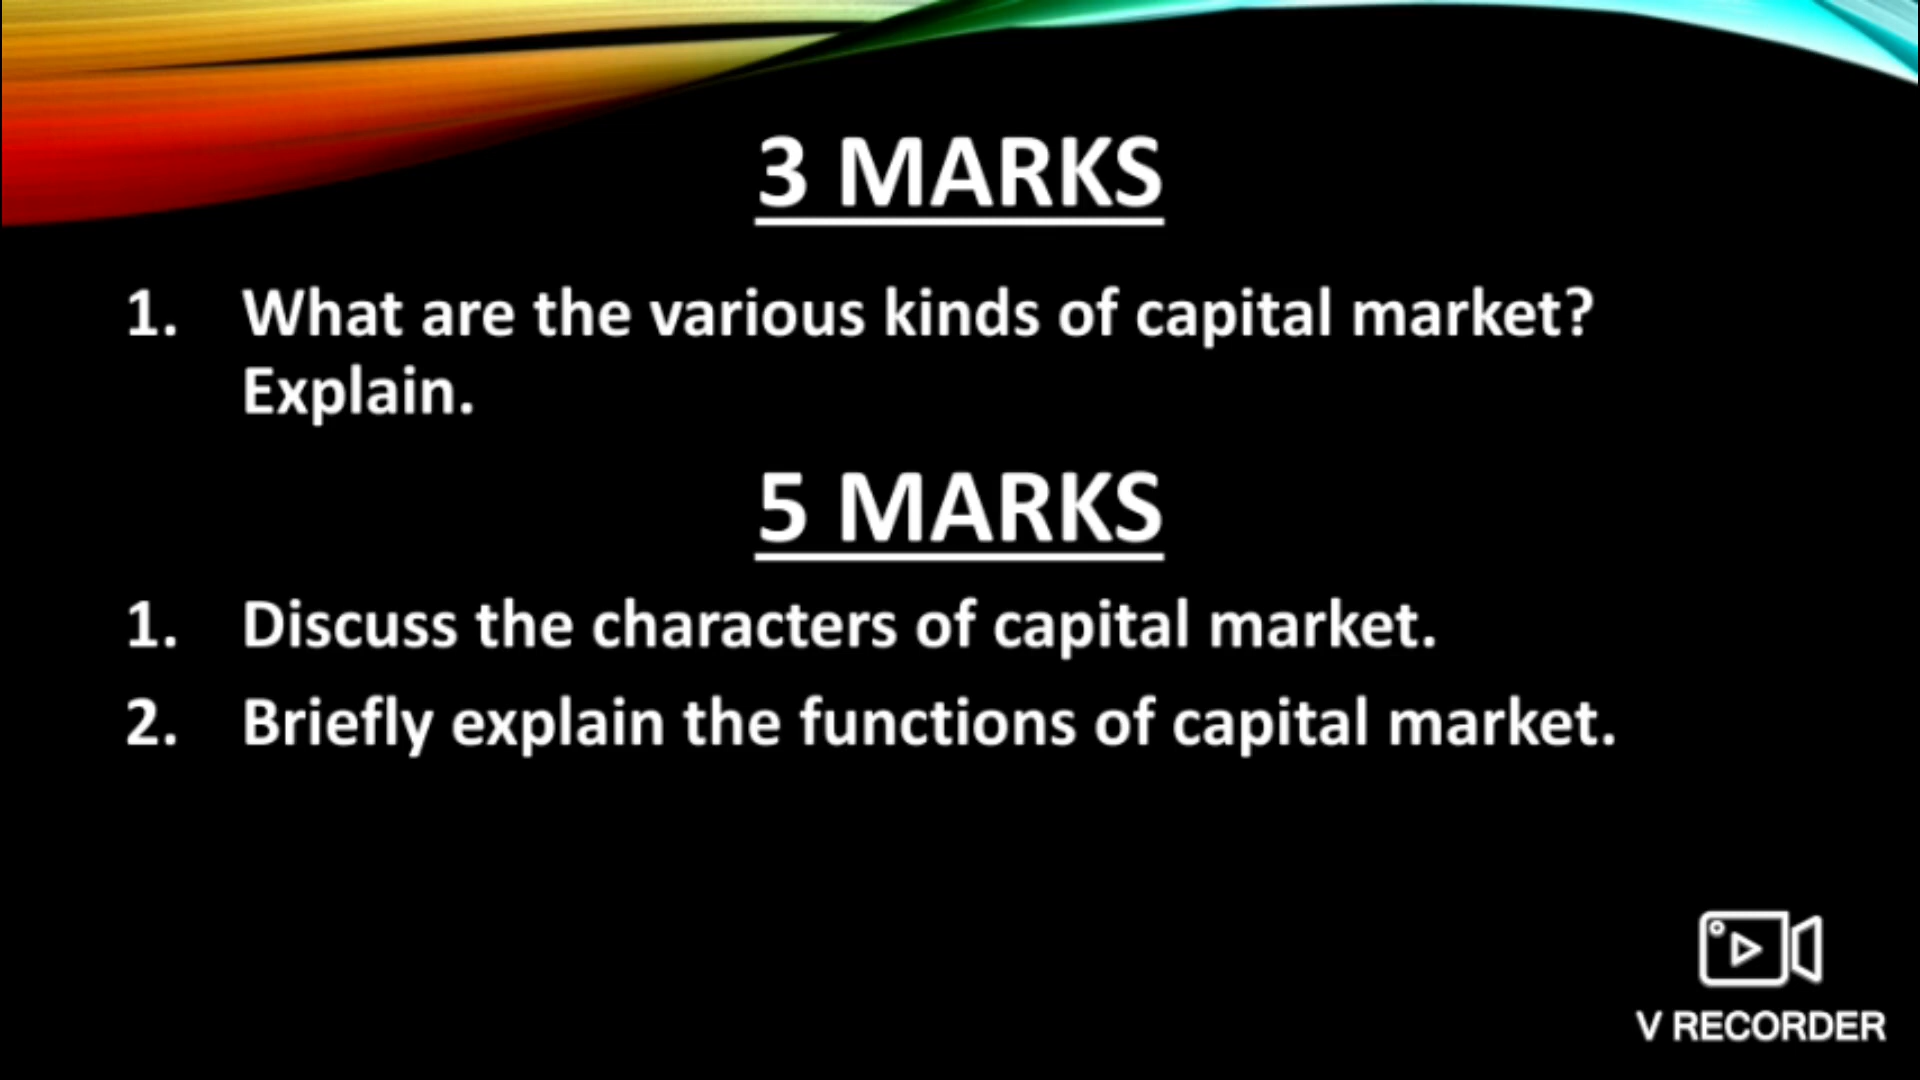 3 MARKS
1. What are the various kinds of capital market?
Explain.
5 MARKS
1. Discuss the characters of capital market.
2. Briefly explain the functions of capital market.
V RECORDER